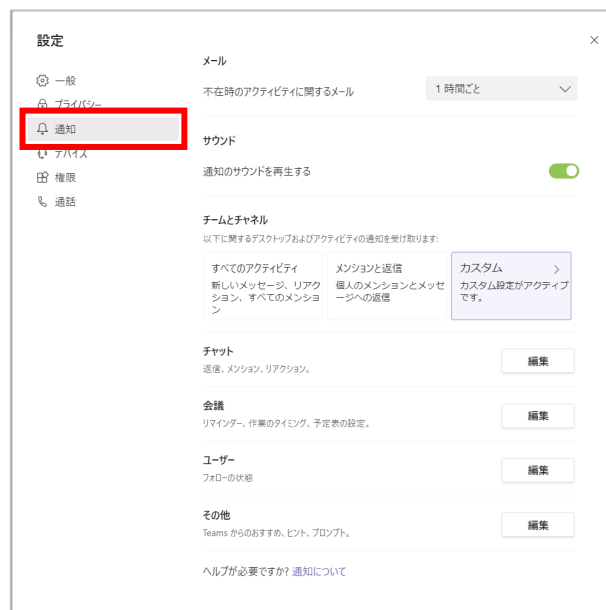 設定
一般
プライバシー
通知
デバイス
権限
通話
メール
不在時のアクティビティに関するメール
1 時間ごと
サウンド
通知のサウンドを再生する
チームとチャネル
以下に関するデスクトップおよびアクティビティの通知を受け取ります:
すべてのアクティビティ
新しいメッセージ、リアク
ション、すべてのメンショ
ン
メンションと返信
個人のメンションとメッセ
ージへの返信
カスタム
カスタム設定がアクティブ
です。
チャット
返信、メンション、リアクション。
編集
会議
リマインダー、作業のタイミング、予定表の設定。
編集
ユーザー
フォローの状態
編集
その他
Teams からのおすすめ、ヒント、プロンプト。
編集
ヘルプが必要ですか? 通知について